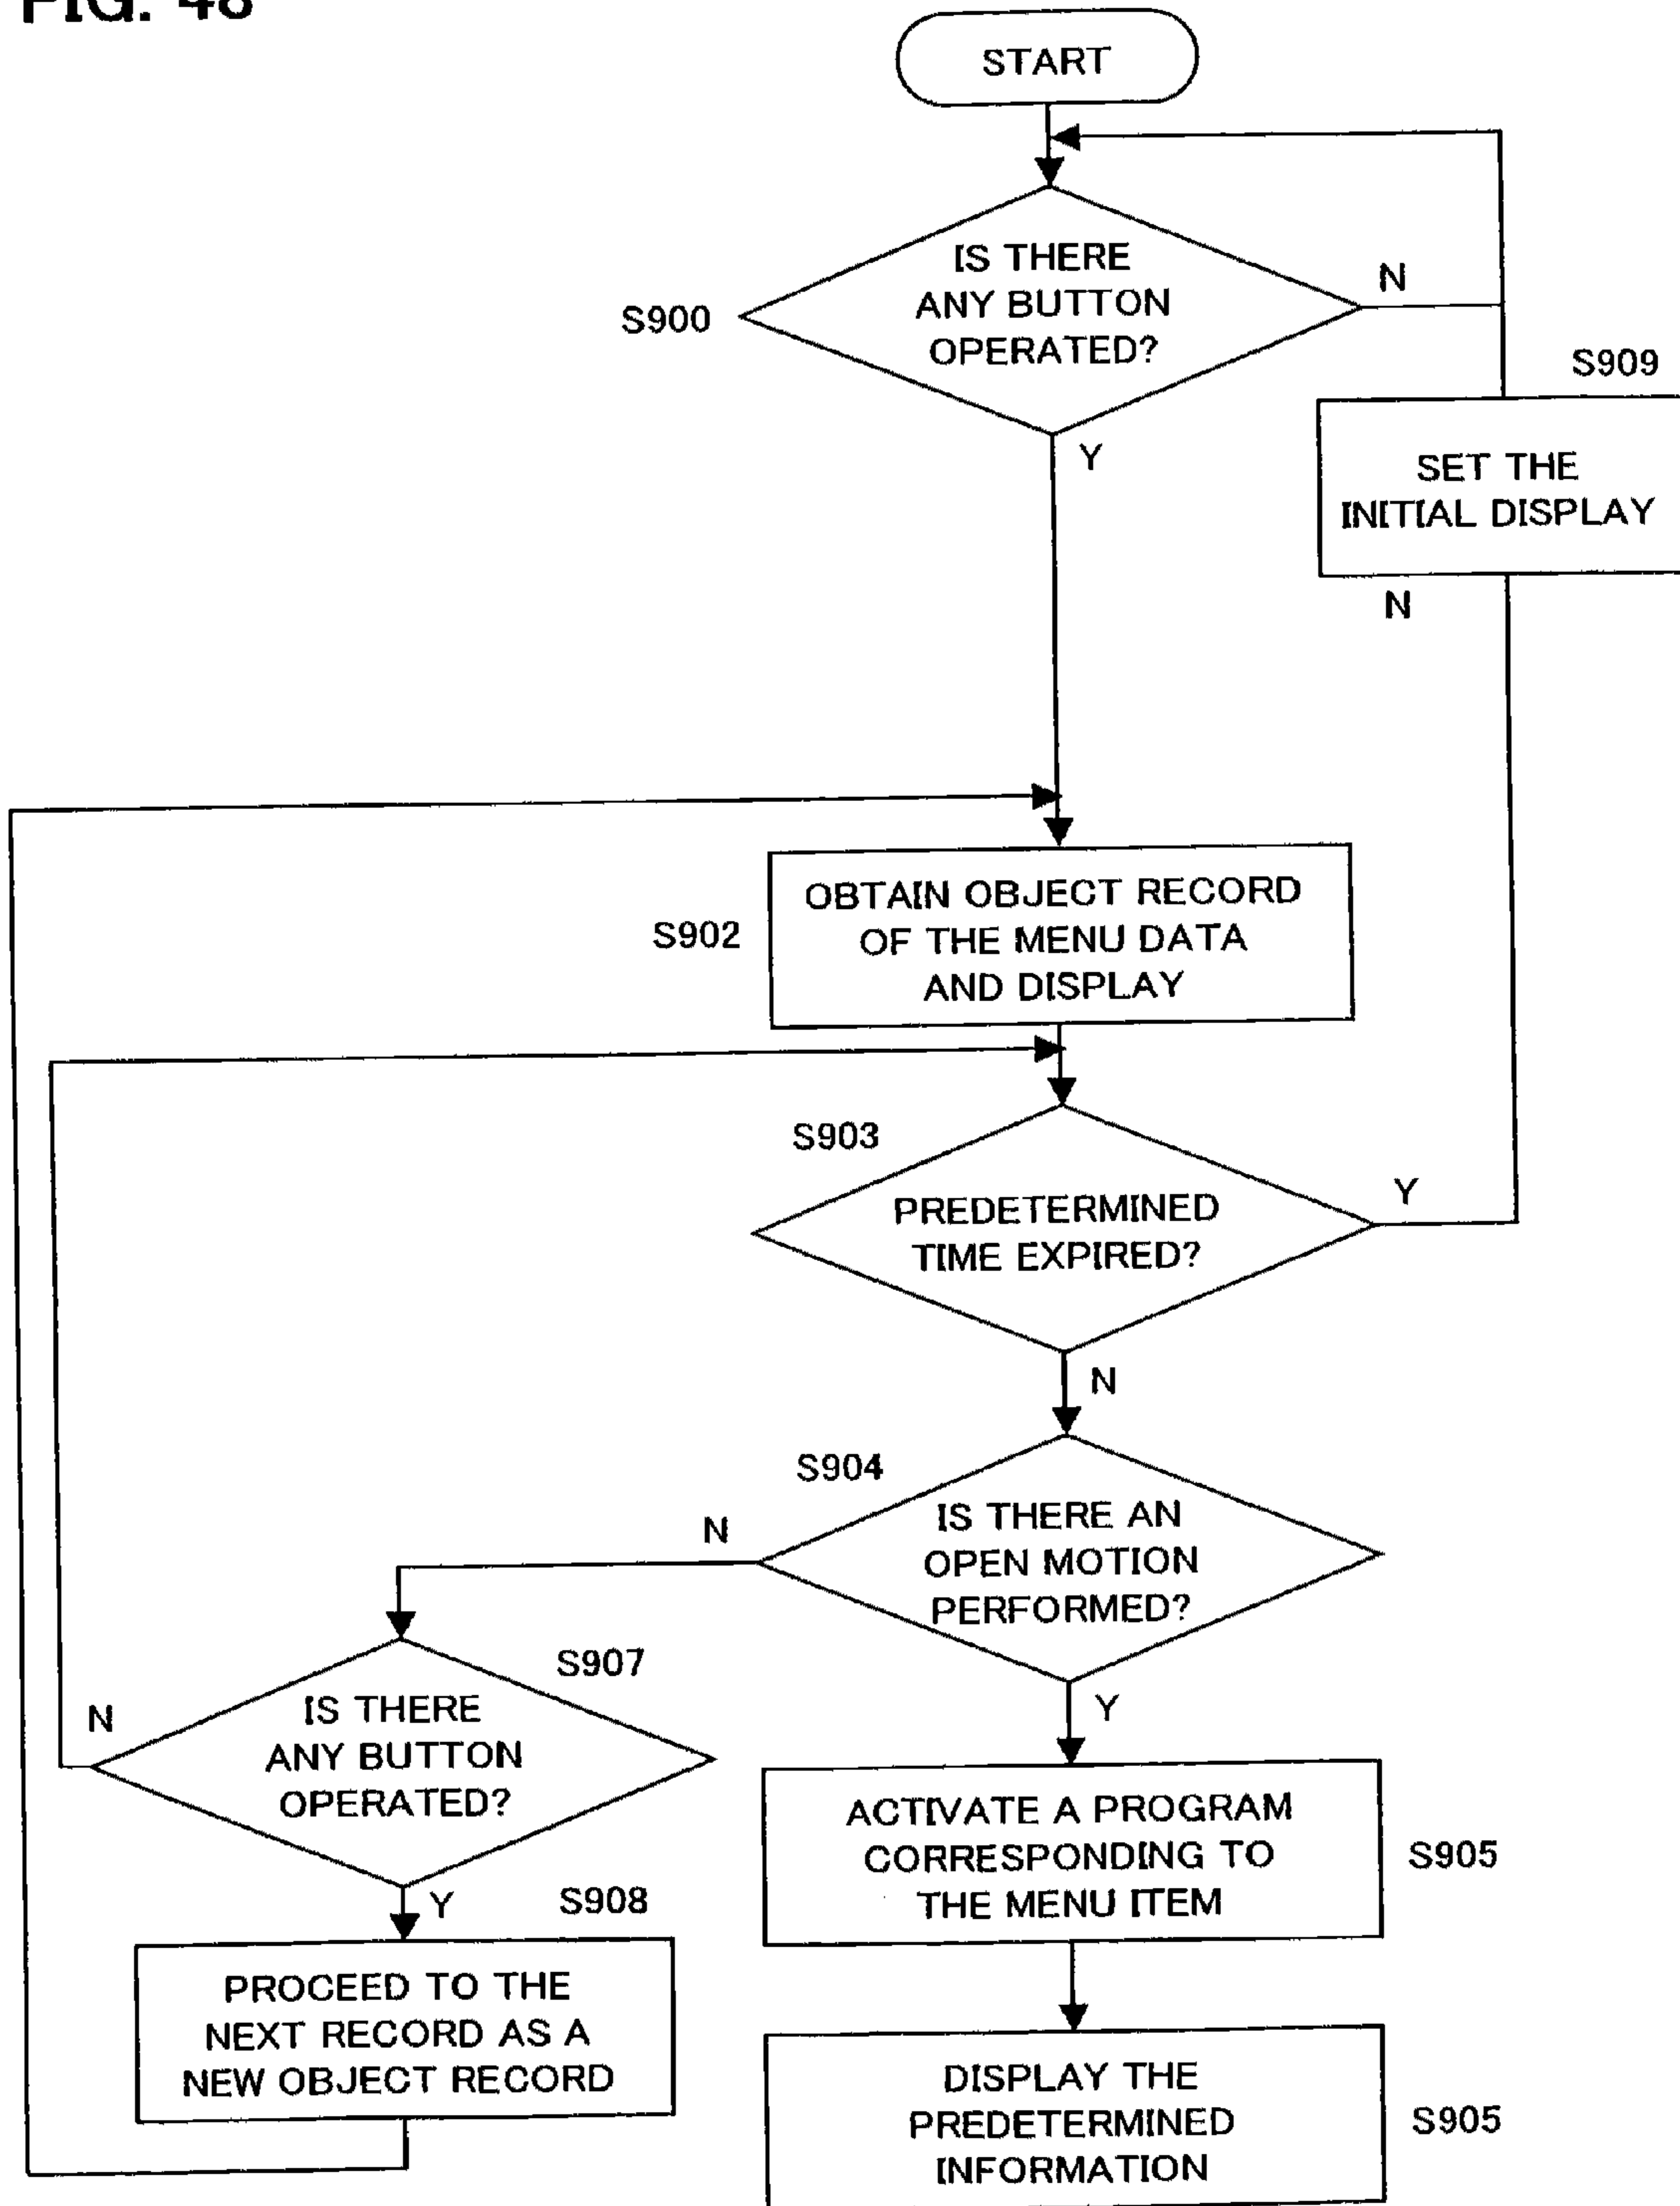 FIG. 48
START
IS THERE
ANY BUTTON
OPERATED?
S900
N
Y
S909
SET THE
INITIAL DISPLAY
N
OBTAIN OBJECT RECORD
OF THE MENU DATA
AND DISPLAY
S902
S903
PREDETERMINED
TIME EXPIRED?
Y
N
S904
IS THERE AN
OPEN MOTION
PERFORMED?
N
Y
S907
IS THERE
ANY BUTTON
OPERATED?
N
Y
S908
PROCEED TO THE
NEXT RECORD AS A
NEW OBJECT RECORD
ACTIVATE A PROGRAM
CORRESPONDING TO
THE MENU ITEM
S905
DISPLAY THE
PREDETERMINED
INFORMATION
S905